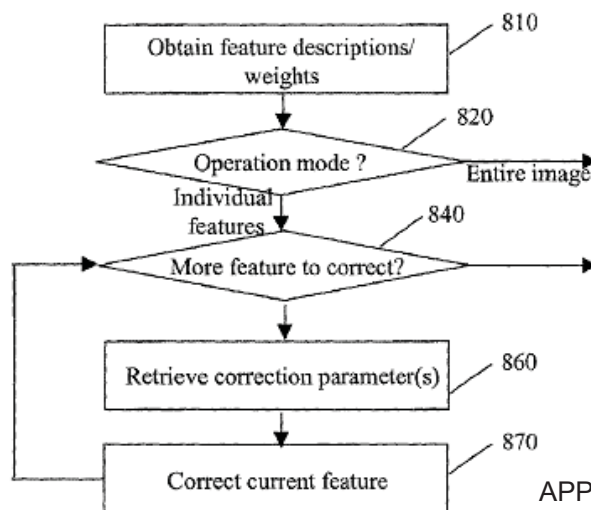 810
Obtain feature descriptions/
weights
820
Operation mode ?
Entire image
Individual
features
840
More feature to correct?
860
Retrieve correction parameter(s)
870
Correct current feature
APP